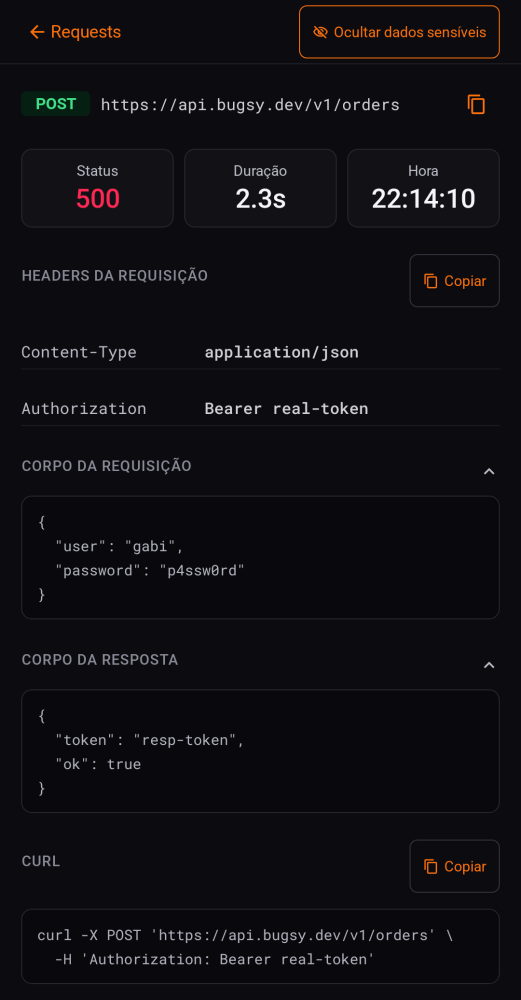 Requests
Ocultar dados sensíveis
POST https://api.bugsy.dev/v1/orders
Status
500
Duração
2.3s
Hora
22:14:10
HEADERS DA REQUISIÇÃO
Copiar
Content-Type application/json
Authorization Bearer real-token
CORPO DA REQUISIÇÃO
{
  "user": "gabi",
  "password": "p4ssw0rd"
}
CORPO DA RESPOSTA
{
  "token": "resp-token",
  "ok": true
}
CURL
Copiar
curl -X POST 'https://api.bugsy.dev/v1/orders' \
  -H 'Authorization: Bearer real-token'